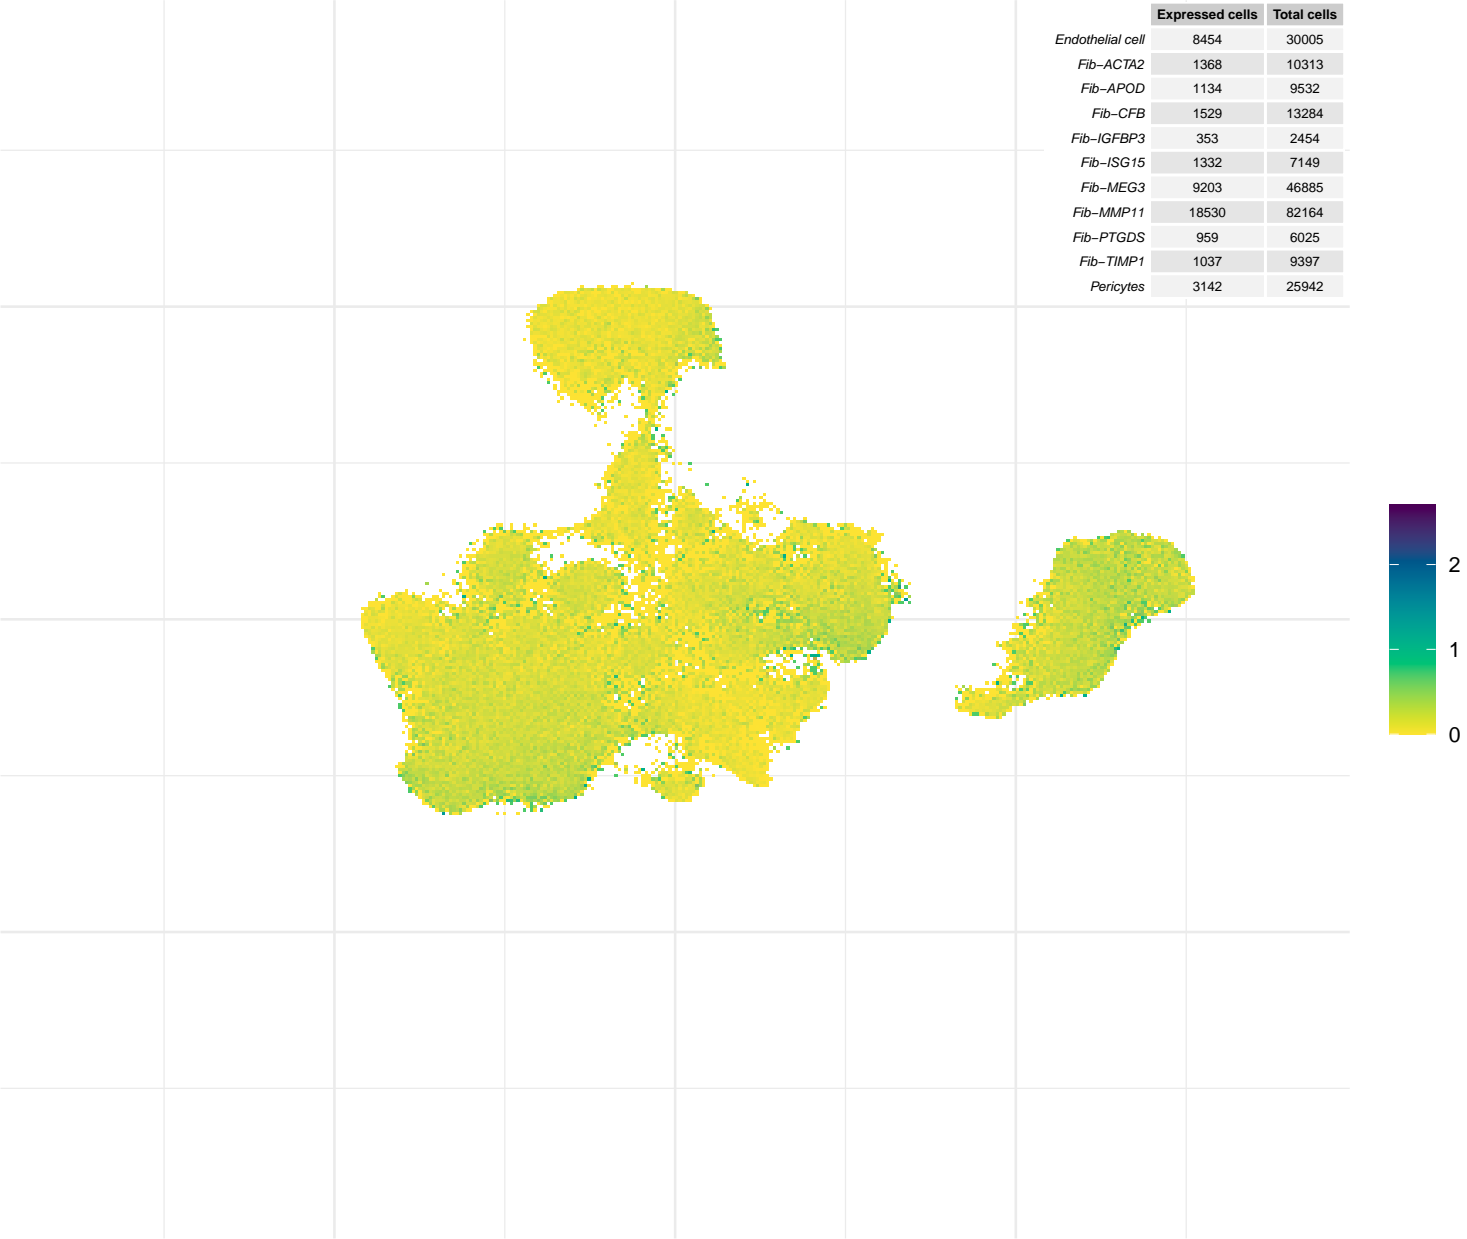 Expressed cells Total cells
Endothelial cell 8454 30005
Fib−ACTA2 1368 10313
Fib−APOD 1134 9532
Fib−CFB 1529 13284
Fib−IGFBP3 353 2454
Fib−ISG15 1332 7149
Fib−MEG3 9203 46885
Fib−MMP11 18530 82164
Fib−PTGDS 959 6025
Fib−TIMP1 1037 9397
Pericytes 3142 25942
2
1
0